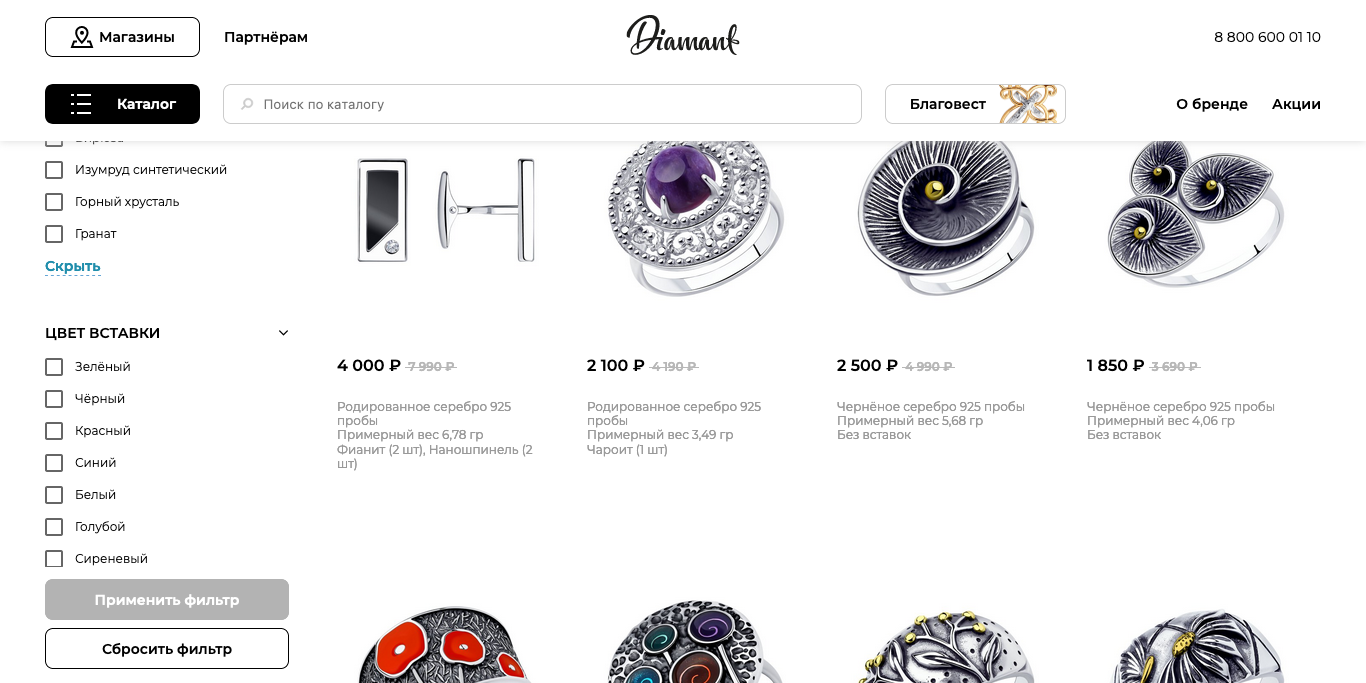 Магазины
Партнёрам
Diamant
8 800 600 01 10
Каталог
Поиск по каталогу
Благовест
О бренде
Акции
Изумруд синтетический
Горный хрусталь
Гранат
Скрыть
ЦВЕТ ВСТАВКИ
Зелёный
Чёрный
Красный
Синий
Белый
Голубой
Сиреневый
Применить фильтр
Сбросить фильтр
4 000 ₽ 7 990 ₽
Родированное серебро 925
пробы
Примерный вес 6,78 гр
Фианит (2 шт), Наношпинель (2
шт)
2 100 ₽ 4 190 ₽
Родированное серебро 925
пробы
Примерный вес 3,49 гр
Чароит (1 шт)
2 500 ₽ 4 990 ₽
Чернёное серебро 925 пробы
Примерный вес 5,68 гр
Без вставок
1 850 ₽ 3 690 ₽
Чернёное серебро 925 пробы
Примерный вес 4,06 гр
Без вставок